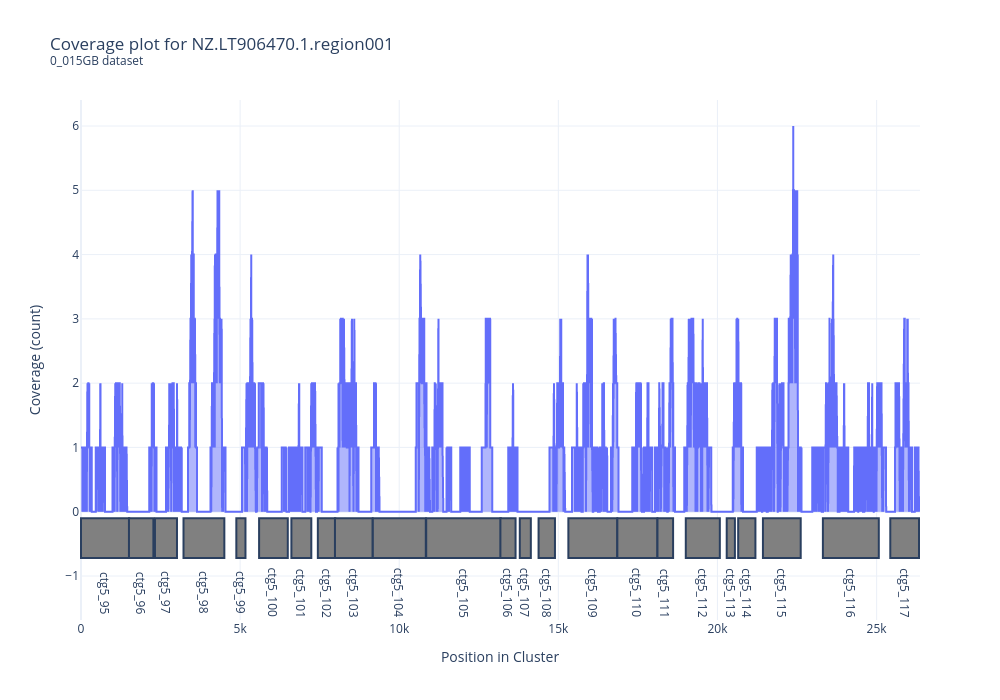 Coverage plot for NZ.LT906470.1.region001
0_015GB dataset
6
5
4
3
2
1
0
−1
Coverage (count)
ctg5_95
ctg5_96
ctg5_97
ctg5_98
ctg5_99
ctg5_100
ctg5_101
ctg5_102
ctg5_103
ctg5_104
ctg5_105
ctg5_106
ctg5_107
ctg5_108
ctg5_109
ctg5_110
ctg5_111
ctg5_112
ctg5_113
ctg5_114
ctg5_115
ctg5_116
ctg5_117
0 5k 10k 15k 20k 25k
Position in Cluster